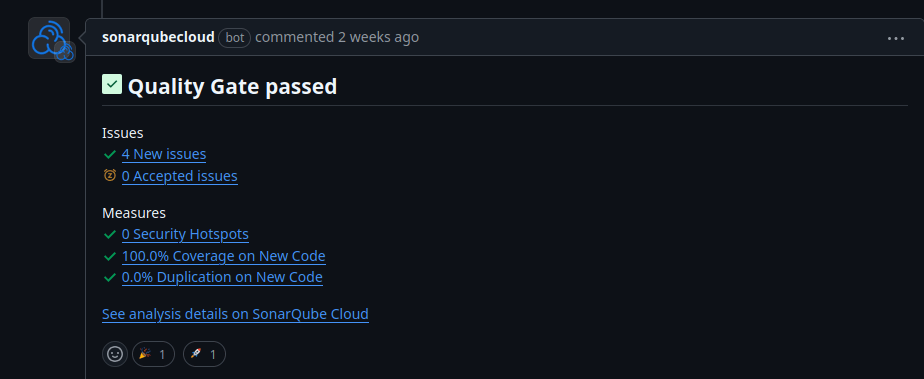 sonarqubecloud bot commented 2 weeks ago
Quality Gate passed
Issues
4 New issues
0 Accepted issues
Measures
0 Security Hotspots
100.0% Coverage on New Code
0.0% Duplication on New Code
See analysis details on SonarQube Cloud
1 1